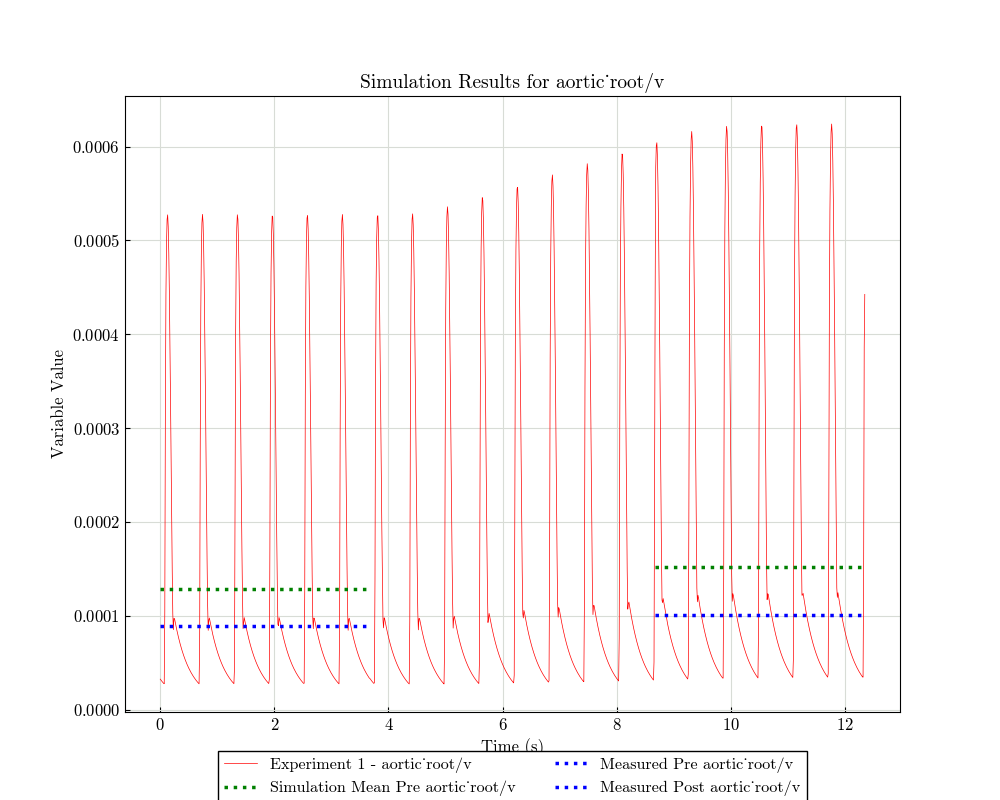 Simulation Results for aortic˙root/v
0.0006
0.0005
0.0004
0.0003
0.0002
0.0001
0.0000
Variable Value
0 2 4 6 8 10 12
Time (s)
Experiment 1 - aortic˙root/v
Measured Pre aortic˙root/v
Simulation Mean Pre aortic˙root/v
Measured Post aortic˙root/v